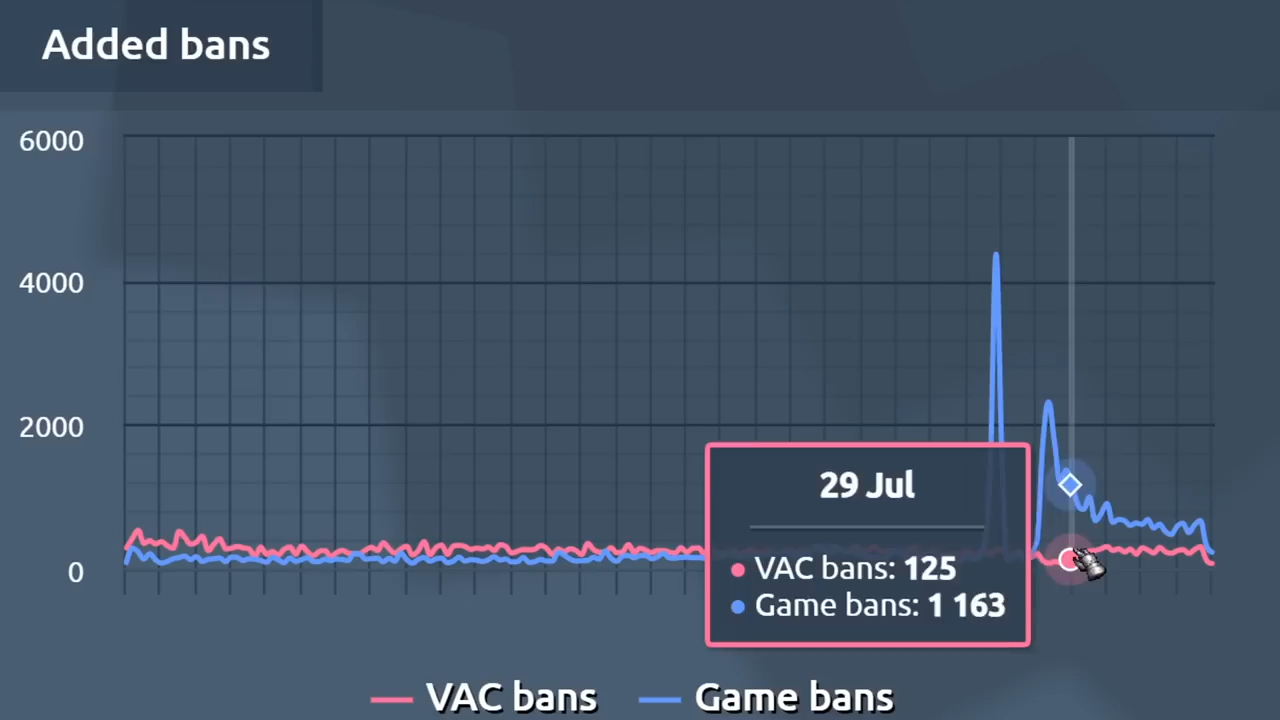 Added bans
6000
4000
2000
0
29 Jul
VAC bans: 125
Game bans: 1 163
VAC bans
Game bans